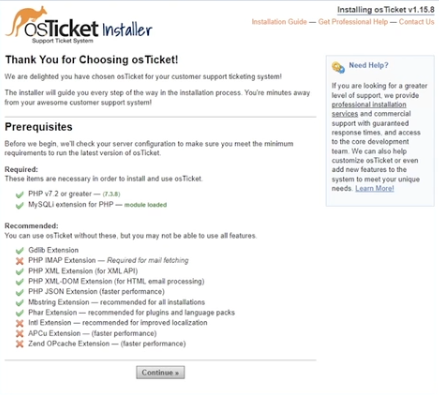 osTicket Installer
Support Ticket System
Installing osTicket v1.15.8
Installation Guide — Get Professional Help — Contact Us
Thank You for Choosing osTicket!
We are delighted you have chosen osTicket for your customer support ticketing system!
The installer will guide you every step of the way in the installation process. You're minutes
away from your awesome customer support system!
Prerequisites
Before we begin, we'll check your server configuration to make sure you meet the minimum
requirements to run the latest version of osTicket.
Required:
These items are necessary in order to install and use osTicket.
PHP v7.2 or greater — (7.3.8)
MySQLi extension for PHP — module loaded
Recommended:
You can use osTicket without these, but you may not be able to use all features.
Gdlib Extension
PHP IMAP Extension — Required for mail fetching
PHP XML Extension (for XML API)
PHP XML-DOM Extension (for HTML email processing)
PHP JSON Extension (faster performance)
Mbstring Extension — recommended for all installations
Phar Extension — recommended for plugins and language packs
Intl Extension — recommended for improved localization
APCu Extension — (faster performance)
Zend OPcache Extension — (faster performance)
Continue »
Need Help?
If you are looking for a greater
level of support, we provide
professional installation
services and commercial
support with guaranteed
response times, and access
to the core development
team. We can also help
customize osTicket or even
add new features to the
system to meet your unique
needs. Learn More!